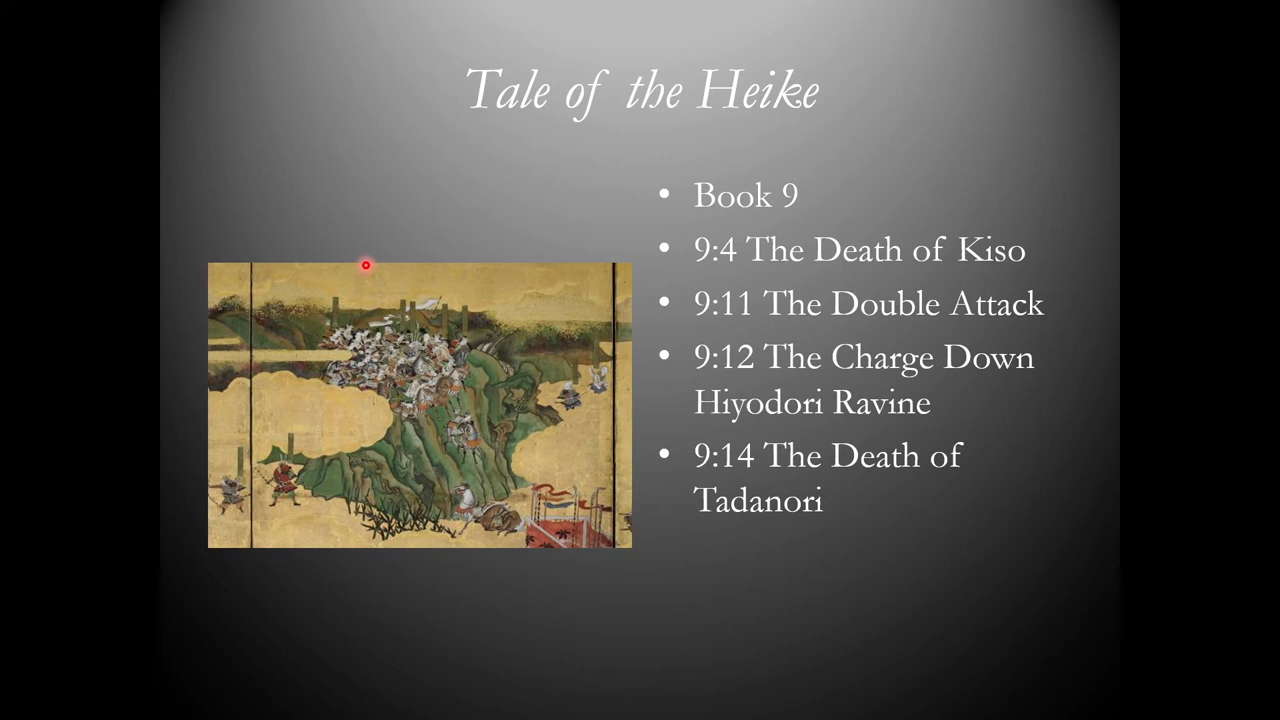 Tale of the Heike
• Book 9
• 9:4 The Death of Kiso
• 9:11 The Double Attack
• 9:12 The Charge Down
Hiyodori Ravine
• 9:14 The Death of
Tadanori